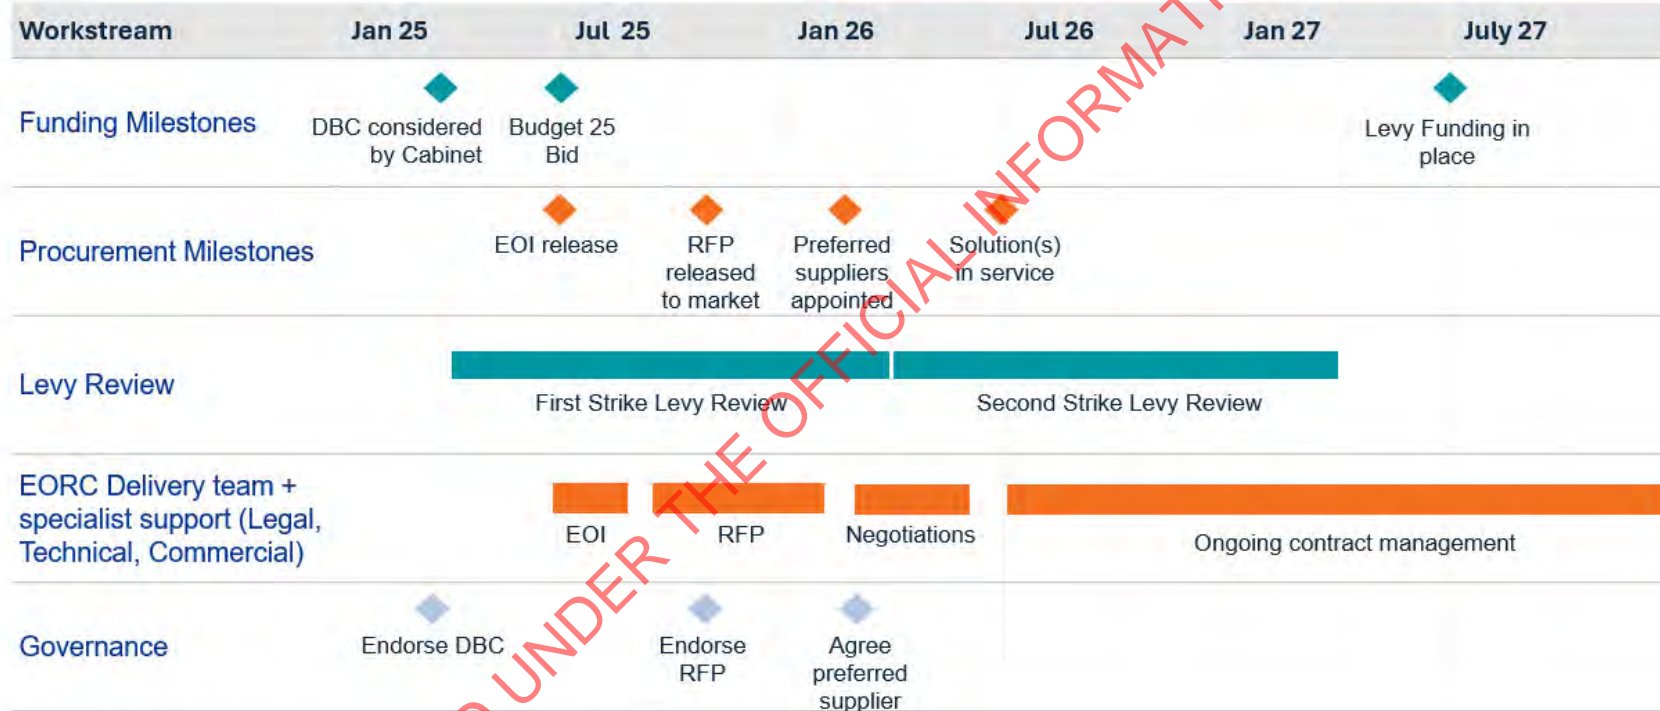 Workstream Jan 25 Jul 25 Jan 26 Jul 26 Jan 27 July 27
Funding Milestones
DBC considered
by Cabinet
Budget 25
Bid
Levy Funding in
place
Procurement Milestones
EOI release
RFP
released
to market
Preferred
suppliers
appointed
Solution(s)
in service
Levy Review
First Strike Levy Review
Second Strike Levy Review
EORC Delivery team +
specialist support (Legal,
Technical, Commercial)
EOI
RFP
Negotiations
Ongoing contract management
Governance
Endorse DBC
Endorse
RFP
Agree
preferred
supplier
UNDER THE OFFICIAL